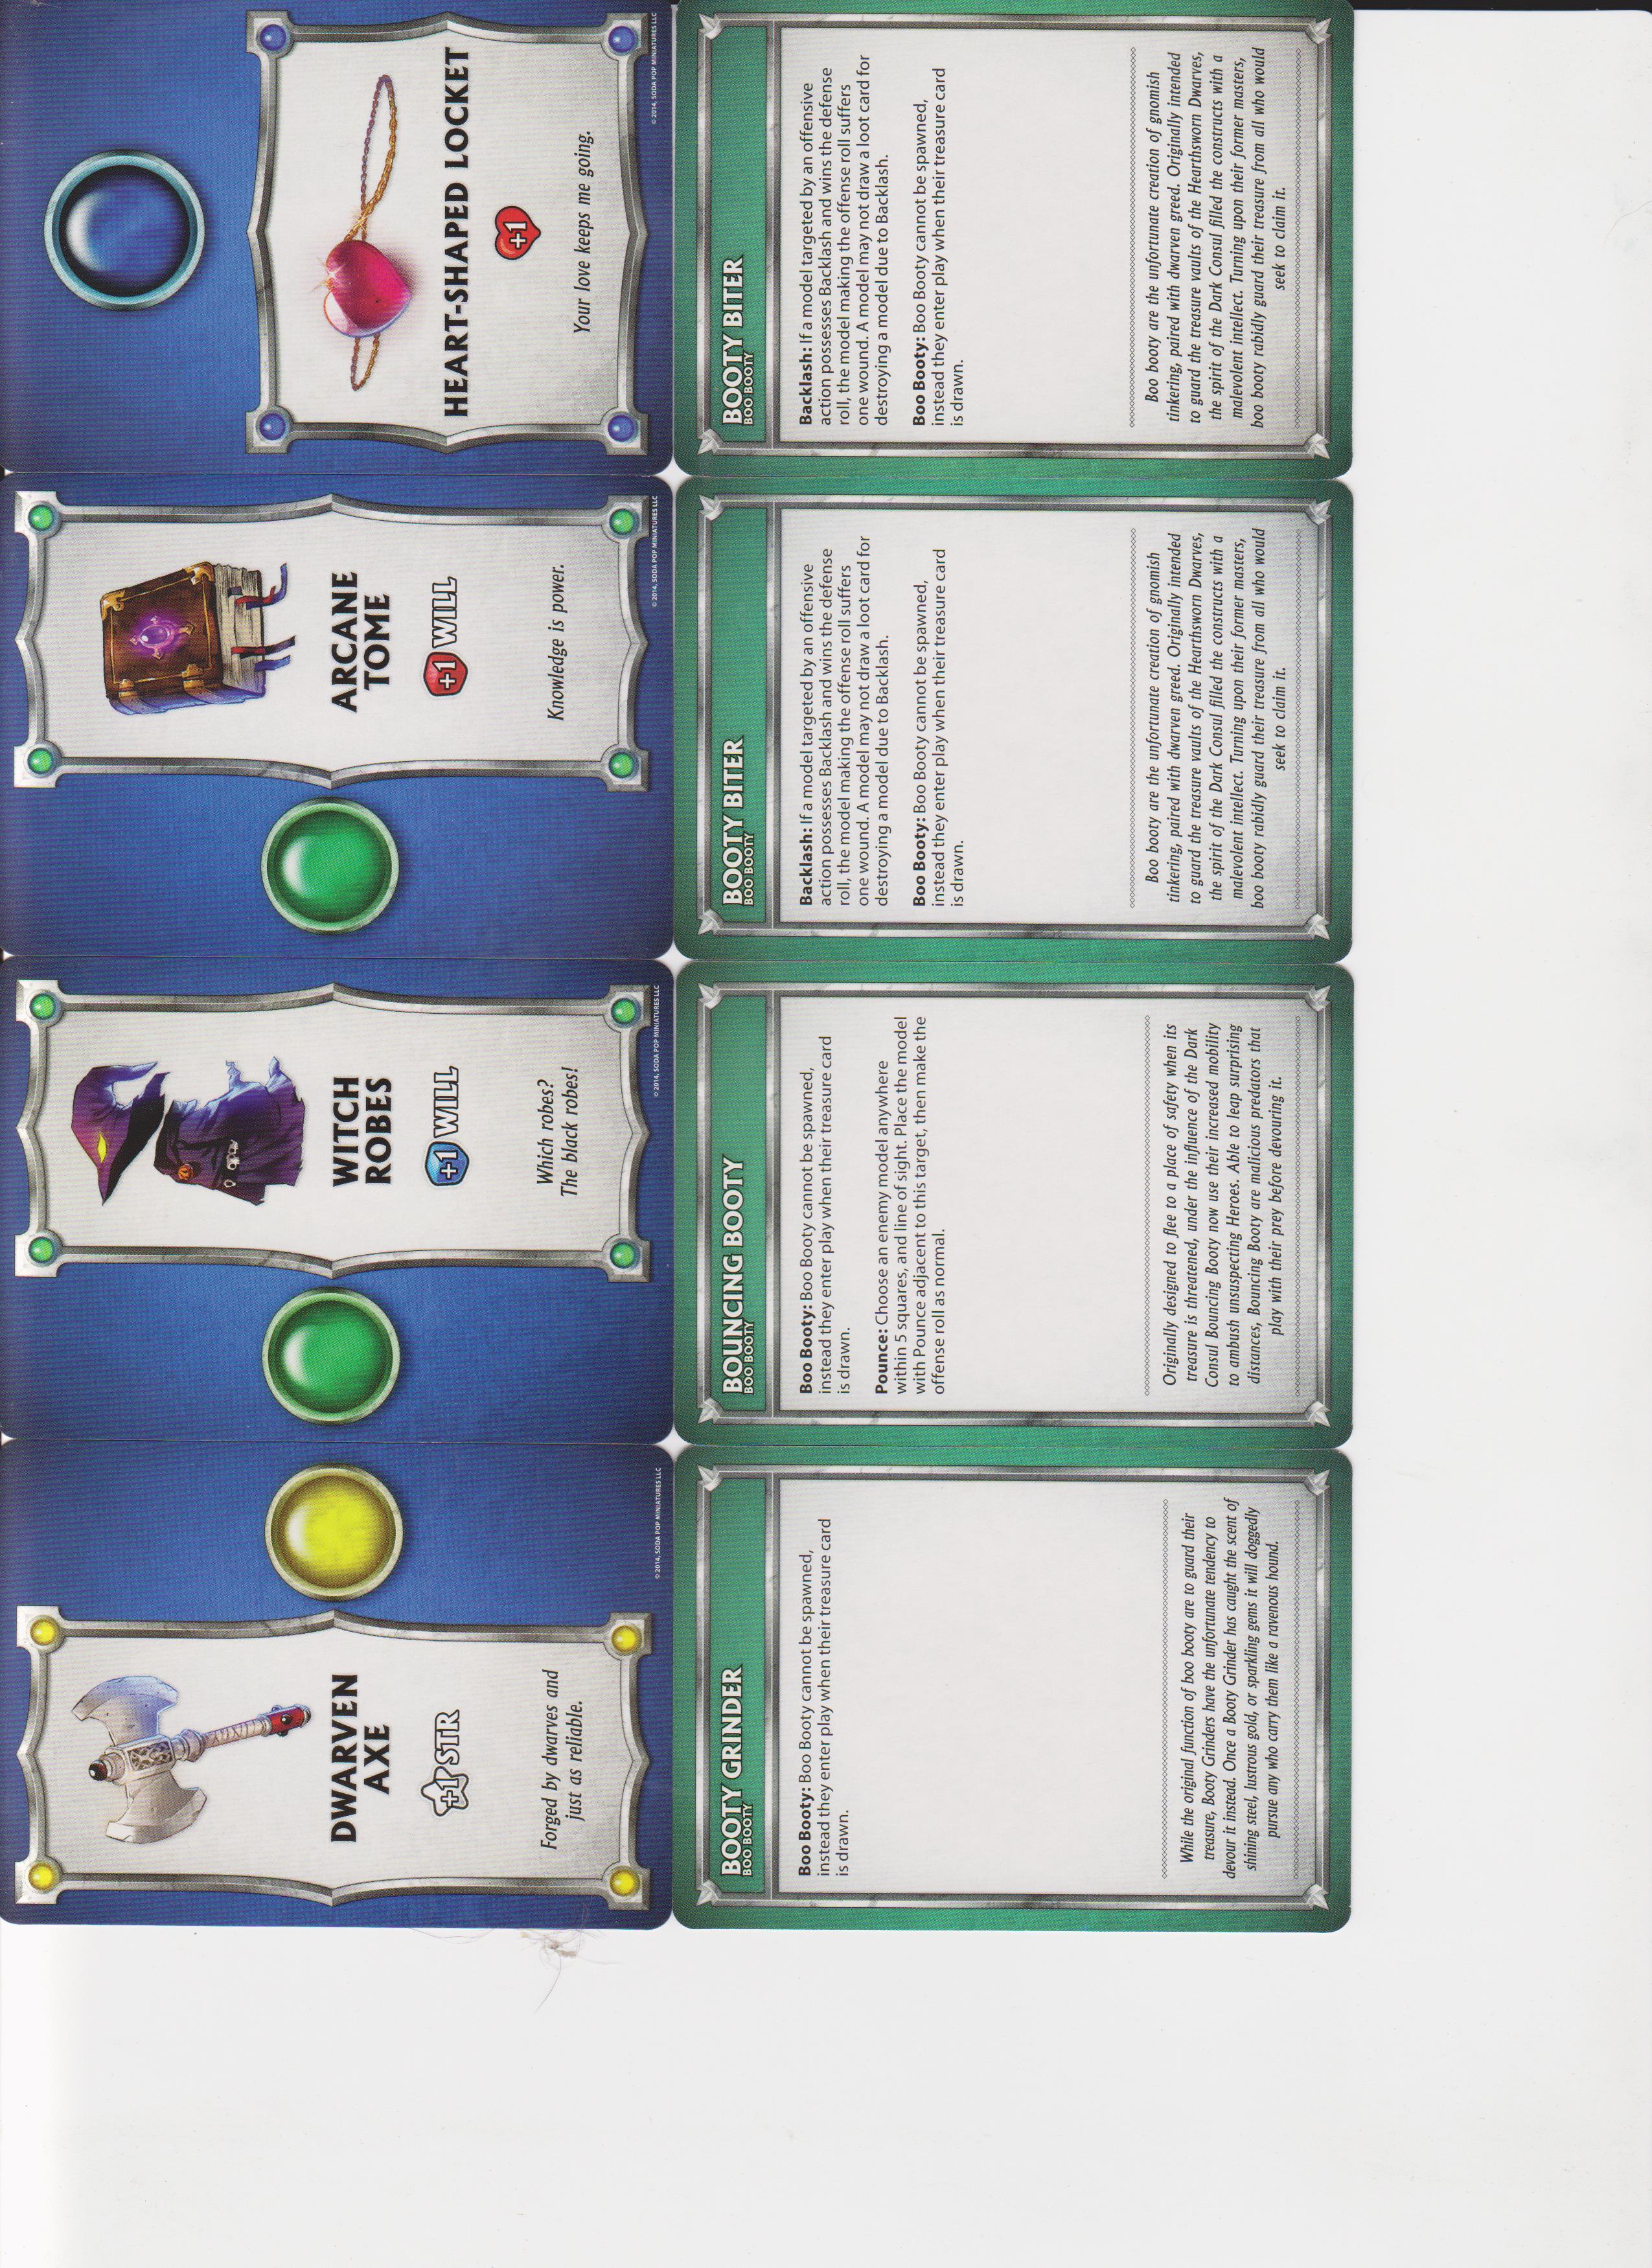 DWARVEN
AXE
+1 STR
Forged by dwarves and
just as reliable.
© 2014, SODA POP MINIATURES LLC
WITCH
ROBES
+1 WILL
Which robes?
The black robes!
© 2014, SODA POP MINIATURES LLC
ARCANE
TOME
+1 WILL
Knowledge is power.
© 2014, SODA POP MINIATURES LLC
HEART-SHAPED LOCKET
+1
Your love keeps me going.
© 2014, SODA POP MINIATURES LLC
BOOTY GRINDER
BOO BOOTY
Boo Booty: Boo Booty cannot be spawned,
instead they enter play when their treasure card
is drawn.
While the original function of boo booty are to guard their
treasure, Booty Grinders have the unfortunate tendency to
devour it instead. Once a Booty Grinder has caught the scent of
shining steel, lustrous gold, or sparkling gems it will doggedly
pursue any who carry them like a ravenous hound.
BOUNCING BOOTY
BOO BOOTY
Boo Booty: Boo Booty cannot be spawned,
instead they enter play when their treasure card
is drawn.
Pounce: Choose an enemy model anywhere
within 5 squares, and line of sight. Place the model
with Pounce adjacent to this target, then make the
offense roll as normal.
Originally designed to flee to a place of safety when its
treasure is threatened, under the influence of the Dark
Consul Bouncing Booty now use their increased mobility
to ambush unsuspecting Heroes. Able to leap surprising
distances, Bouncing Booty are malicious predators that
play with their prey before devouring it.
BOOTY BITER
BOO BOOTY
Backlash: If a model targeted by an offensive
action possesses Backlash and wins the defense
roll, the model making the offense roll suffers
one wound. A model may not draw a loot card for
destroying a model due to Backlash.
Boo Booty: Boo Booty cannot be spawned,
instead they enter play when their treasure card
is drawn.
Boo booty are the unfortunate creation of gnomish
tinkering, paired with dwarven greed. Originally intended
to guard the treasure vaults of the Hearthsworn Dwarves,
the spirit of the Dark Consul filled the constructs with a
malevolent intellect. Turning upon their former masters,
boo booty rabidly guard their treasure from all who would
seek to claim it.
BOOTY BITER
BOO BOOTY
Backlash: If a model targeted by an offensive
action possesses Backlash and wins the defense
roll, the model making the offense roll suffers
one wound. A model may not draw a loot card for
destroying a model due to Backlash.
Boo Booty: Boo Booty cannot be spawned,
instead they enter play when their treasure card
is drawn.
Boo booty are the unfortunate creation of gnomish
tinkering, paired with dwarven greed. Originally intended
to guard the treasure vaults of the Hearthsworn Dwarves,
the spirit of the Dark Consul filled the constructs with a
malevolent intellect. Turning upon their former masters,
boo booty rabidly guard their treasure from all who would
seek to claim it.